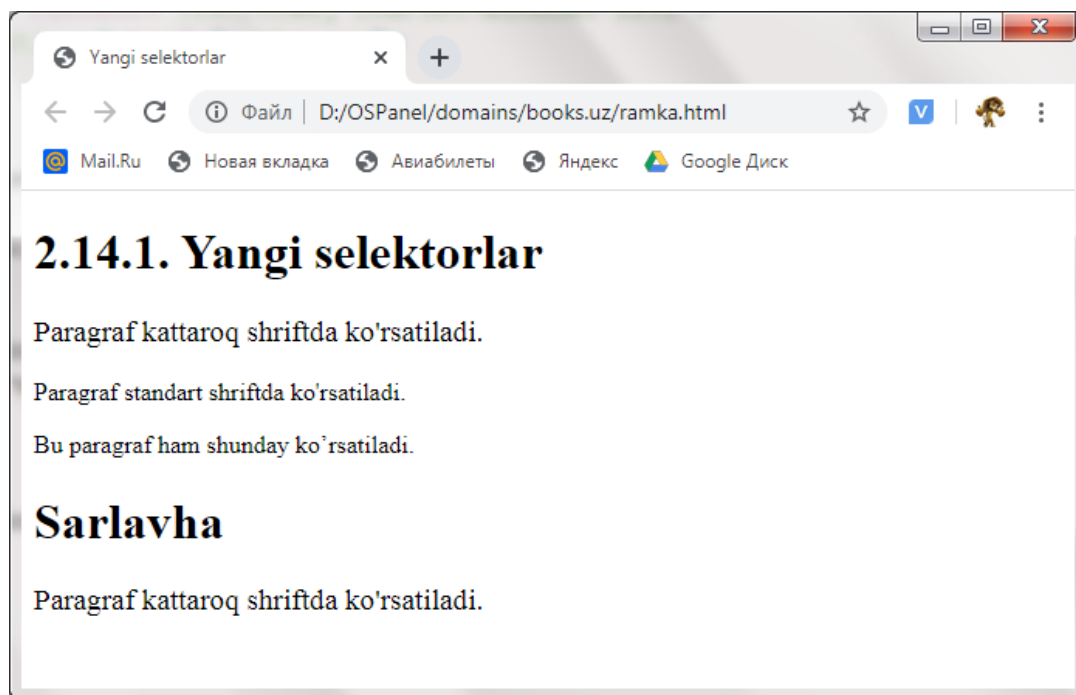 Yangi selektorlar
Файл | D:/OSPanel/domains/books.uz/ramka.html
V
@ Mail.Ru Новая вкладка Авиабилеты Яндекс Google Диск
2.14.1. Yangi selektorlar
Paragraf kattaroq shriftda ko'rsatiladi.
Paragraf standart shriftda ko'rsatiladi.
Bu paragraf ham shunday ko’rsatiladi.
Sarlavha
Paragraf kattaroq shriftda ko'rsatiladi.